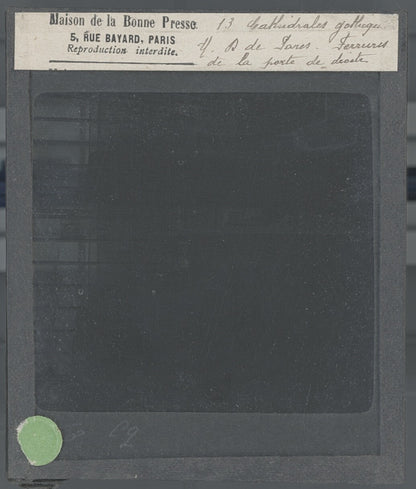 Maison de la Bonne Presse
5, RUE BAYARD, PARIS
Reproduction interdite.
13 Cathédrales gothiques
N. D de Paris. Ferrures
de la porte de droite